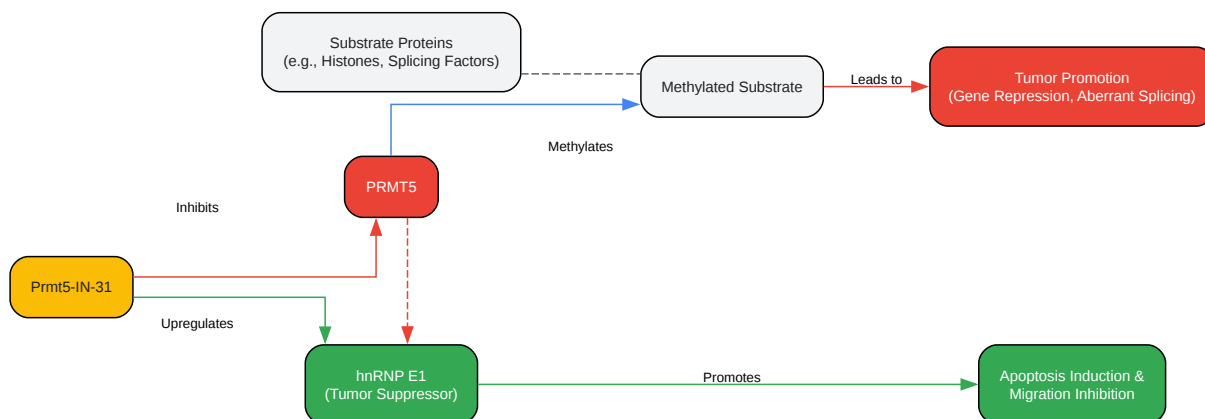 Substrate Proteins
(e.g., Histones, Splicing Factors)
Methylated Substrate
Leads to
Tumor Promotion
(Gene Repression, Aberrant Splicing)
Methylates
PRMT5
Inhibits
Prmt5-IN-31
Upregulates
hnRNP E1
(Tumor Suppressor)
Promotes
Apoptosis Induction &
Migration Inhibition